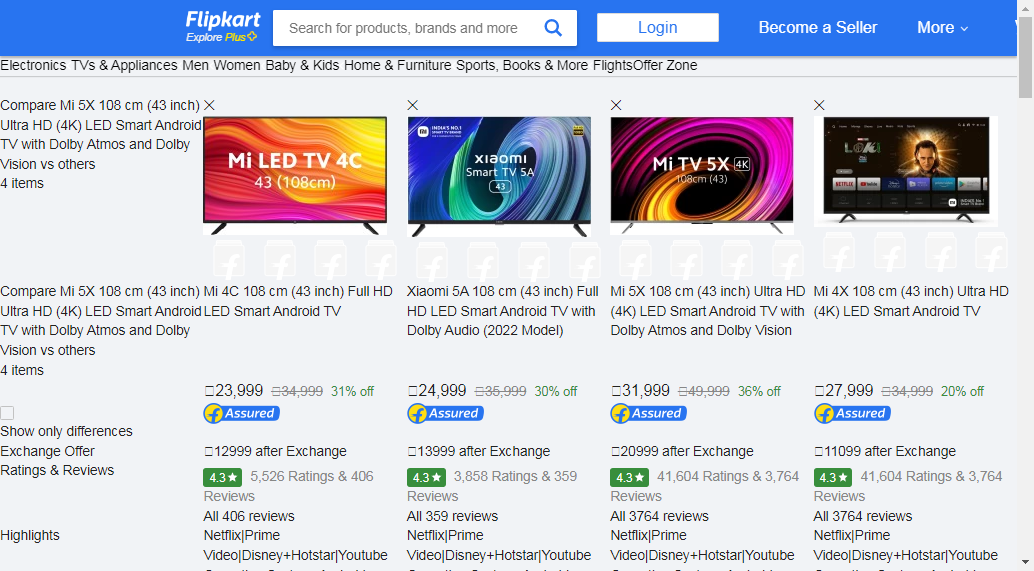 Flipkart
Explore Plus
Search for products, brands and more
Login
Become a Seller
More
Electronics TVs & Appliances Men Women Baby & Kids Home & Furniture Sports, Books & More FlightsOffer Zone
Compare Mi 5X 108 cm (43 inch)
Ultra HD (4K) LED Smart Android
TV with Dolby Atmos and Dolby
Vision vs others
4 items
Mi LED TV 4C
43 (108cm)
INDIA'S NO.1
SMART TV BRAND
xiaomi
Smart TV 5A
43
Mi TV 5X 4K
108cm (43)
LOKI
NETFLIX
YouTube
Compare Mi 5X 108 cm (43 inch)
Ultra HD (4K) LED Smart Android
TV with Dolby Atmos and Dolby
Vision vs others
4 items
Mi 4C 108 cm (43 inch) Full HD
LED Smart Android TV
Xiaomi 5A 108 cm (43 inch) Full
HD LED Smart Android TV with
Dolby Audio (2022 Model)
Mi 5X 108 cm (43 inch) Ultra HD
(4K) LED Smart Android TV with
Dolby Atmos and Dolby Vision
Mi 4X 108 cm (43 inch) Ultra HD
(4K) LED Smart Android TV
23,999 34,999 31% off
24,999 35,999 30% off
31,999 49,999 36% off
27,999 34,999 20% off
Assured
Assured
Assured
Assured
Show only differences
Exchange Offer
12999 after Exchange
13999 after Exchange
20999 after Exchange
11099 after Exchange
Ratings & Reviews
4.3★ 5,526 Ratings & 406
Reviews
All 406 reviews
4.3★ 3,858 Ratings & 359
Reviews
All 359 reviews
4.3★ 41,604 Ratings & 3,764
Reviews
All 3764 reviews
4.3★ 41,604 Ratings & 3,764
Reviews
All 3764 reviews
Highlights
Netflix|Prime
Video|Disney+Hotstar|Youtube
Netflix|Prime
Video|Disney+Hotstar|Youtube
Netflix|Prime
Video|Disney+Hotstar|Youtube
Netflix|Prime
Video|Disney+Hotstar|Youtube